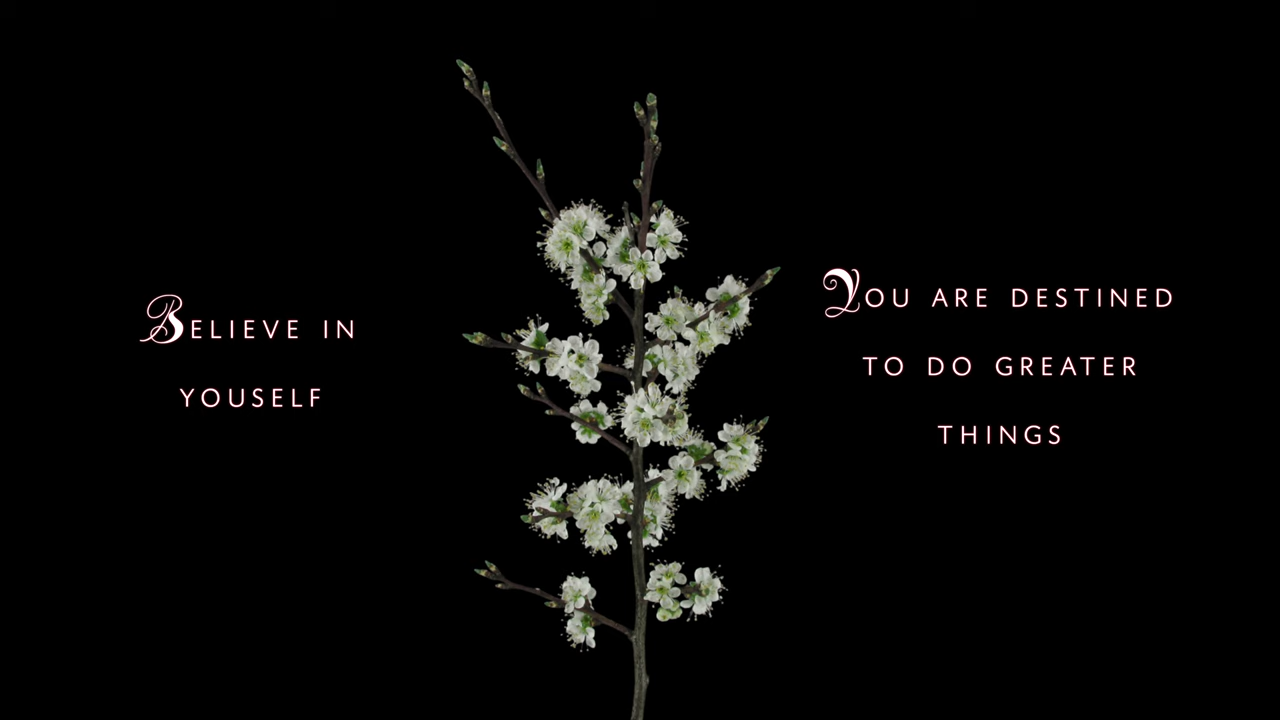 Believe in
youself
You are destined
to do greater
things